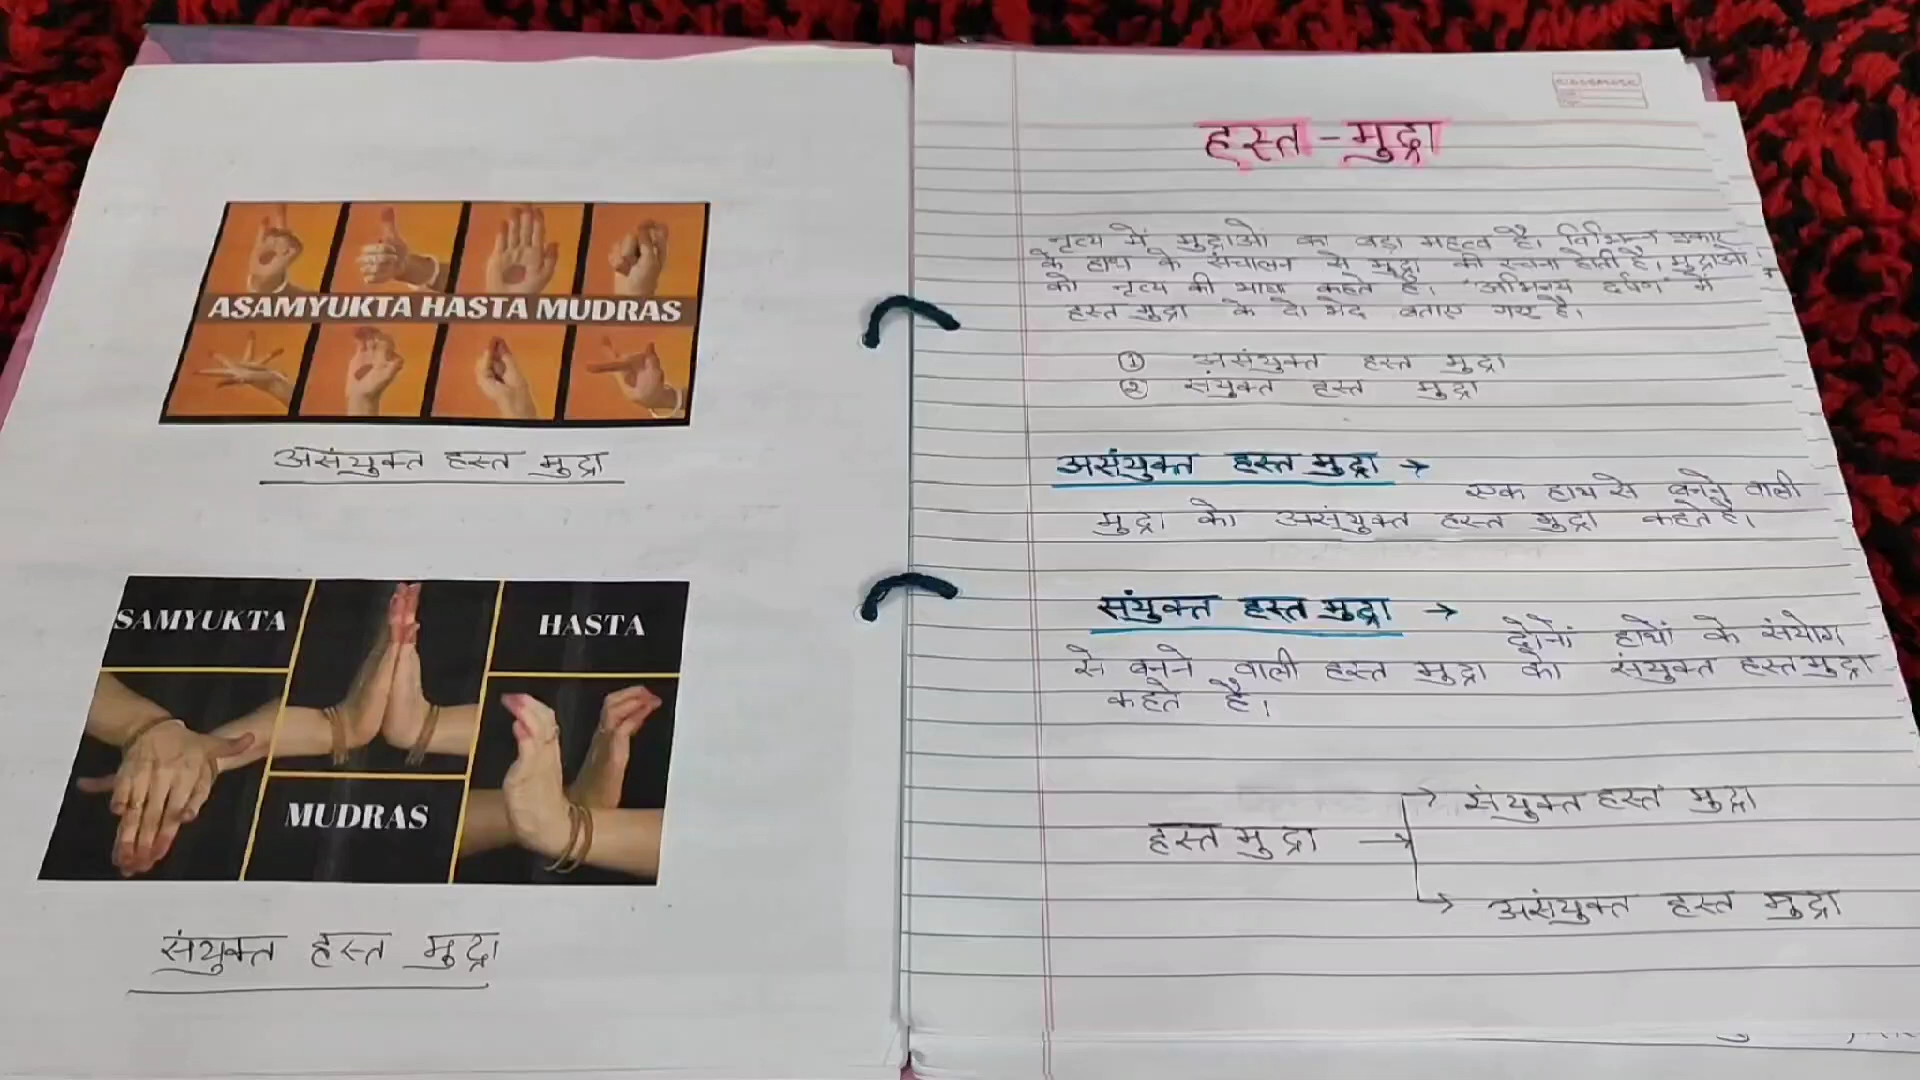 ASAMYUKTA HASTA MUDRAS
असंयुक्त हस्त मुद्रा
SAMYUKTA
HASTA
MUDRAS
संयुक्त हस्त मुद्रा
हस्त-मुद्रा
नृत्य में मुद्राओं का बड़ा महत्व है। विभिन्न प्रकार
के हाथ के संचालन से मुद्रा की रचना होती है। मुद्राओं
को नृत्य की भाषा कहते है। "अभिनय दर्पण" में
हस्त मुद्रा के दो भेद बताए गए है।
① असंयुक्त हस्त मुद्रा
② संयुक्त हस्त मुद्रा
असंयुक्त हस्त मुद्रा →
एक हाथ से बनने वाली
मुद्रा को असंयुक्त हस्त मुद्रा कहते है।
संयुक्त हस्त मुद्रा →
दोनों हाथों के संयोग
से बनने वाली हस्त मुद्रा को संयुक्त हस्तमुद्रा
कहते है।
→ संयुक्त हस्त मुद्रा
हस्त मुद्रा →
→ असंयुक्त हस्त मुद्रा